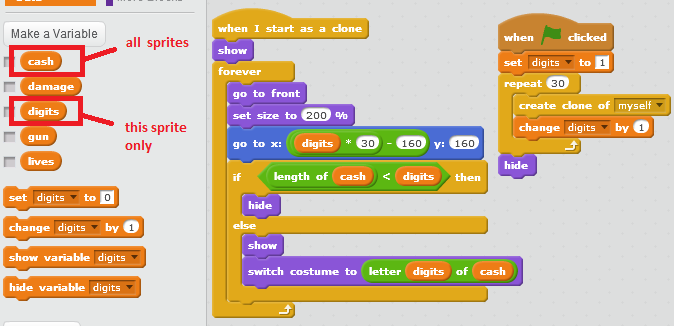 Make a Variable
cash
damage
digits
gun
lives
all sprites
this sprite
only
set digits to 0
change digits by 1
show variable digits
hide variable digits
when I start as a clone
show
forever
go to front
set size to 200 %
go to x: digits * 30 - 160 y: 160
if length of cash < digits then
hide
else
show
switch costume to letter digits of cash
when clicked
set digits to 1
repeat 30
create clone of myself
change digits by 1
hide